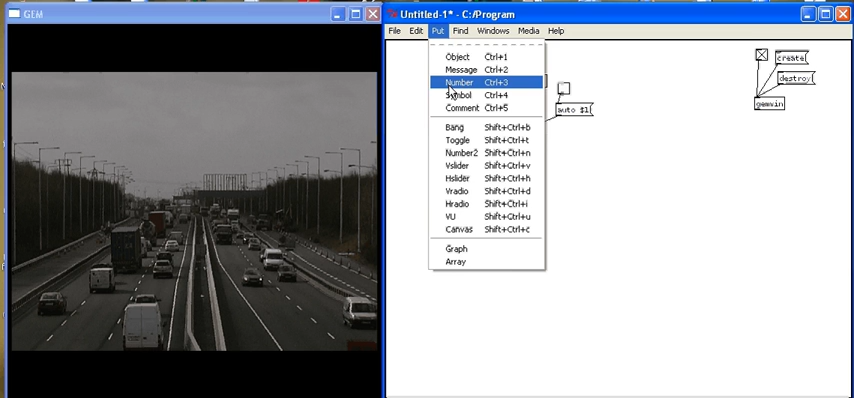 GEM
Untitled-1* - C:/Program
File Edit Put Find Windows Media Help
Object Ctrl+1
Message Ctrl+2
Number Ctrl+3
Symbol Ctrl+4
Comment Ctrl+5
Bang Shift+Ctrl+b
Toggle Shift+Ctrl+t
Number2 Shift+Ctrl+n
Vslider Shift+Ctrl+v
Hslider Shift+Ctrl+h
Vradio Shift+Ctrl+d
Hradio Shift+Ctrl+i
VU Shift+Ctrl+u
Canvas Shift+Ctrl+c
Graph
Array
auto $1
create
destroy
gemwin